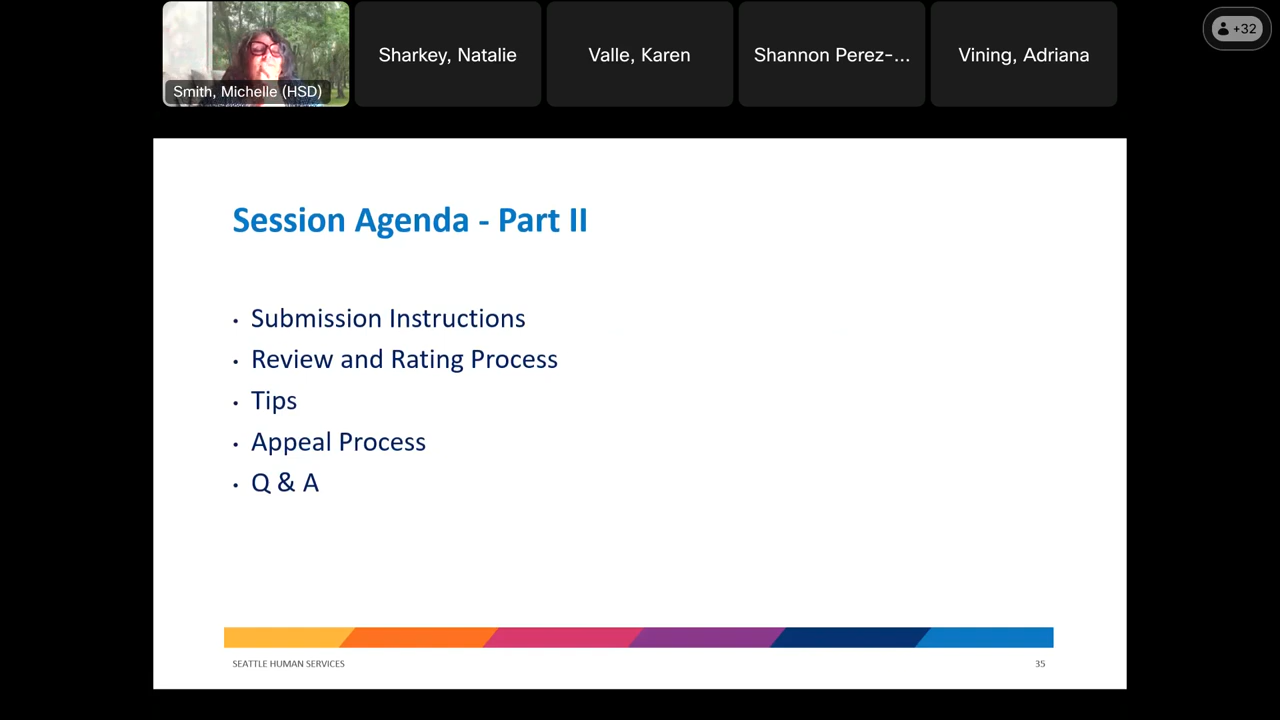 Smith, Michelle (HSD)
Sharkey, Natalie
Valle, Karen
Shannon Perez-...
Vining, Adriana
+32
Session Agenda - Part II
• Submission Instructions
• Review and Rating Process
• Tips
• Appeal Process
• Q & A
SEATTLE HUMAN SERVICES
35